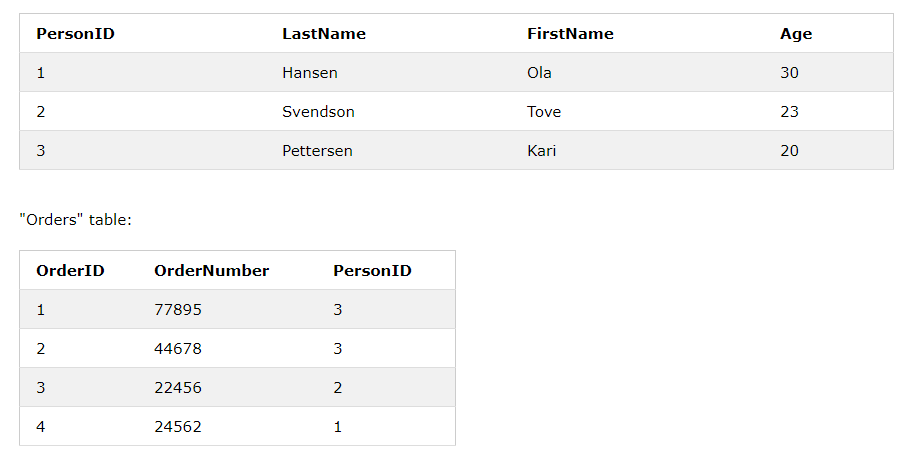 PersonID LastName FirstName Age
1 Hansen Ola 30
2 Svendson Tove 23
3 Pettersen Kari 20
"Orders" table:
OrderID OrderNumber PersonID
1 77895 3
2 44678 3
3 22456 2
4 24562 1